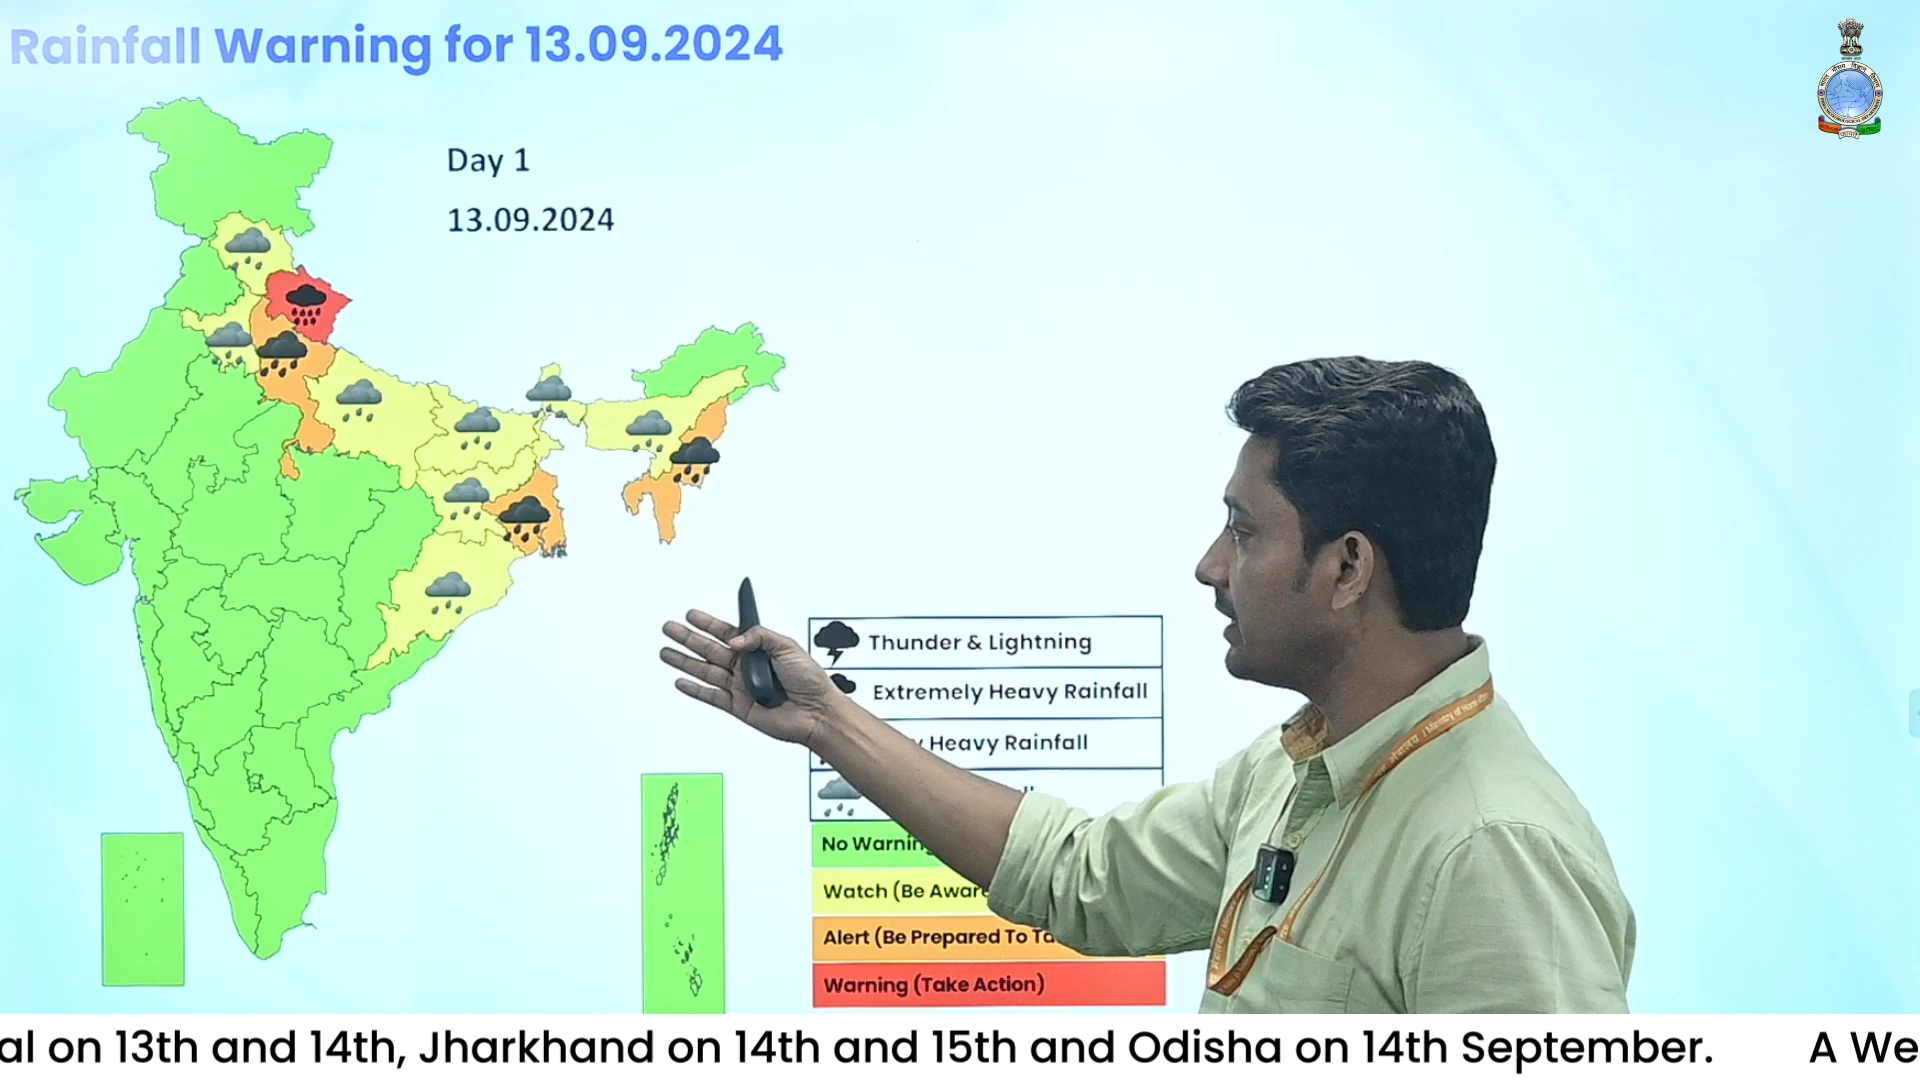 Rainfall Warning for 13.09.2024
Day 1
13.09.2024
Thunder & Lightning
Extremely Heavy Rainfall
Heavy Rainfall
No Warnin
Watch (Be Aware
Alert (Be Prepared To Ta
Warning (Take Action)
al on 13th and 14th, Jharkhand on 14th and 15th and Odisha on 14th September. A We